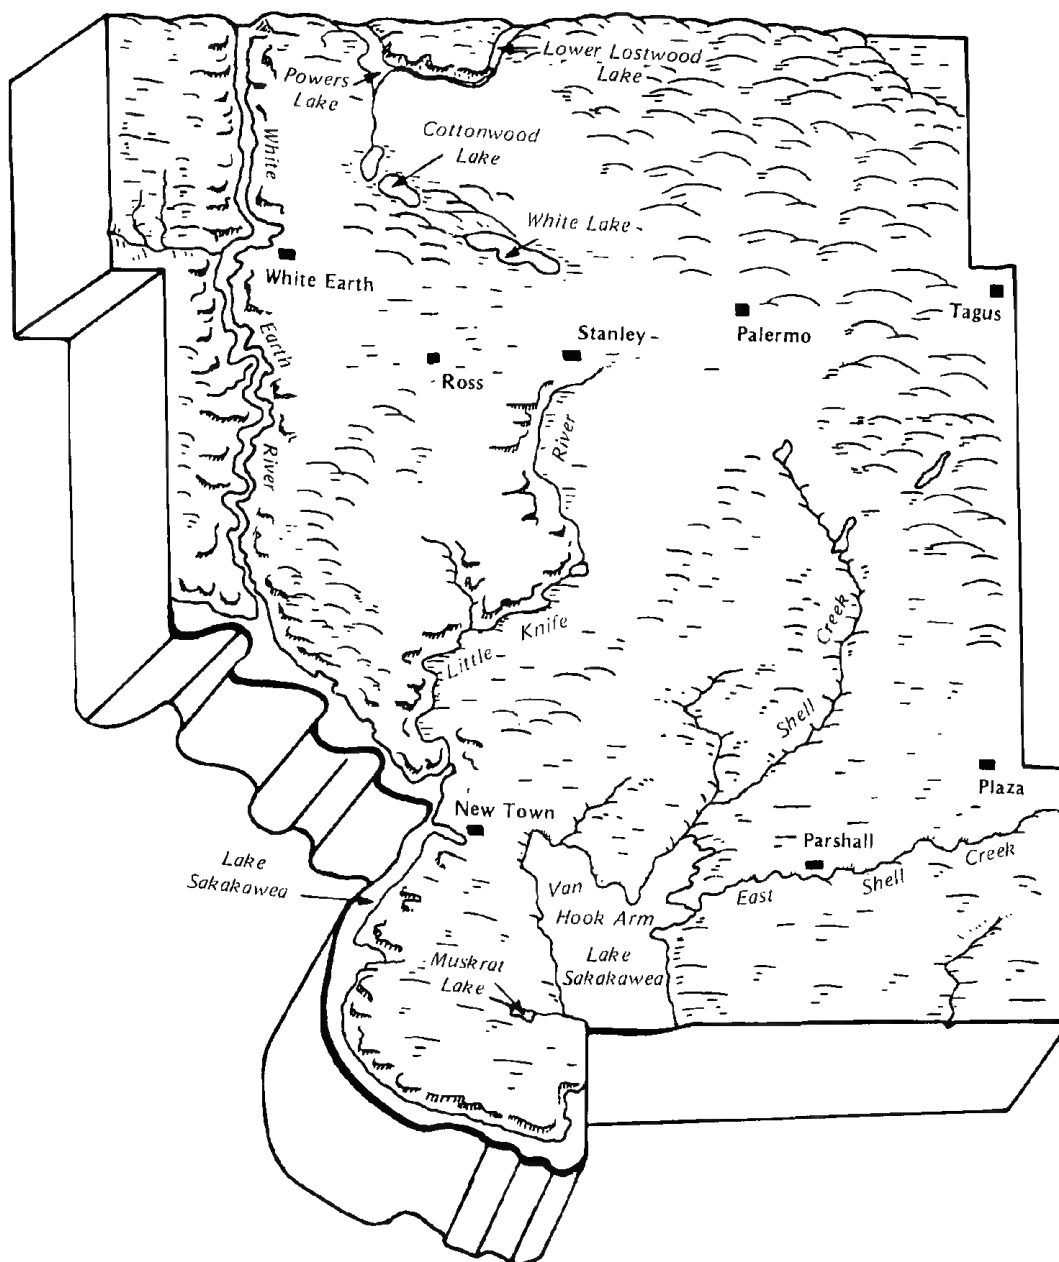 Lower Lostwood
Lake
Powers
Lake
White
Cottonwood
Lake
White Lake
White Earth
Tagus
Palermo
Stanley
Earth
Ross
River
River
Creek
Knife
Little
Shell
Plaza
New Town
Parshall
Creek
Shell
East
Lake
Sakakawea
Van
Hook Arm
Lake
Sakakawea
Muskrat
Lake